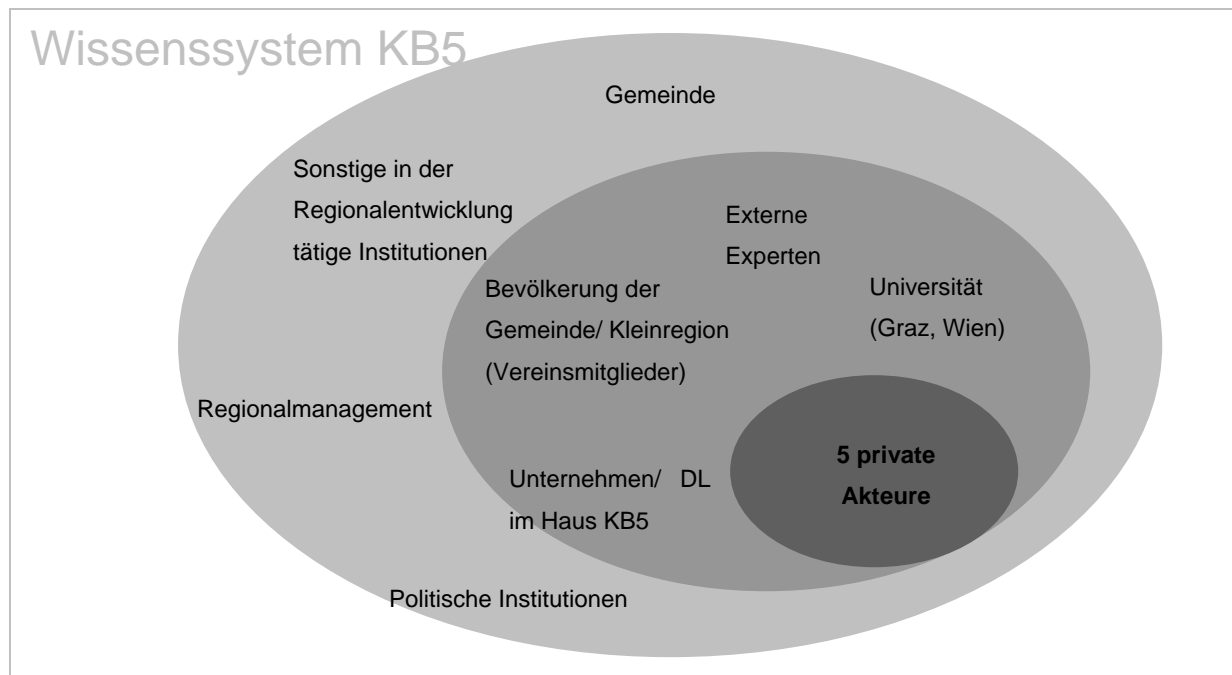 Wissenssystem KB5
Gemeinde
Sonstige in der
Regionalentwicklung
tätige Institutionen
Externe
Experten
Bevölkerung der
Gemeinde/ Kleinregion
(Vereinsmitglieder)
Universität
(Graz, Wien)
Regionalmanagement
5 private
Akteure
Unternehmen/ DL
im Haus KB5
Politische Institutionen